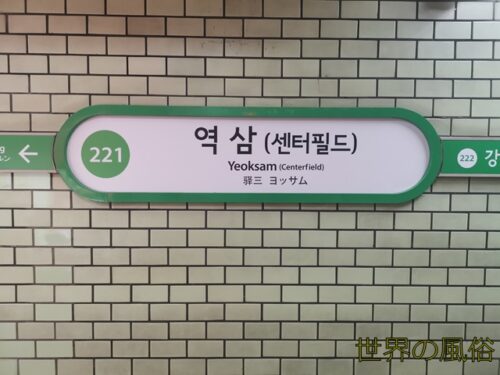 221
역삼 (센터필드)
Yeoksam (Centerfield)
驿三 ヨッサム
←
222 강
世界の風俗